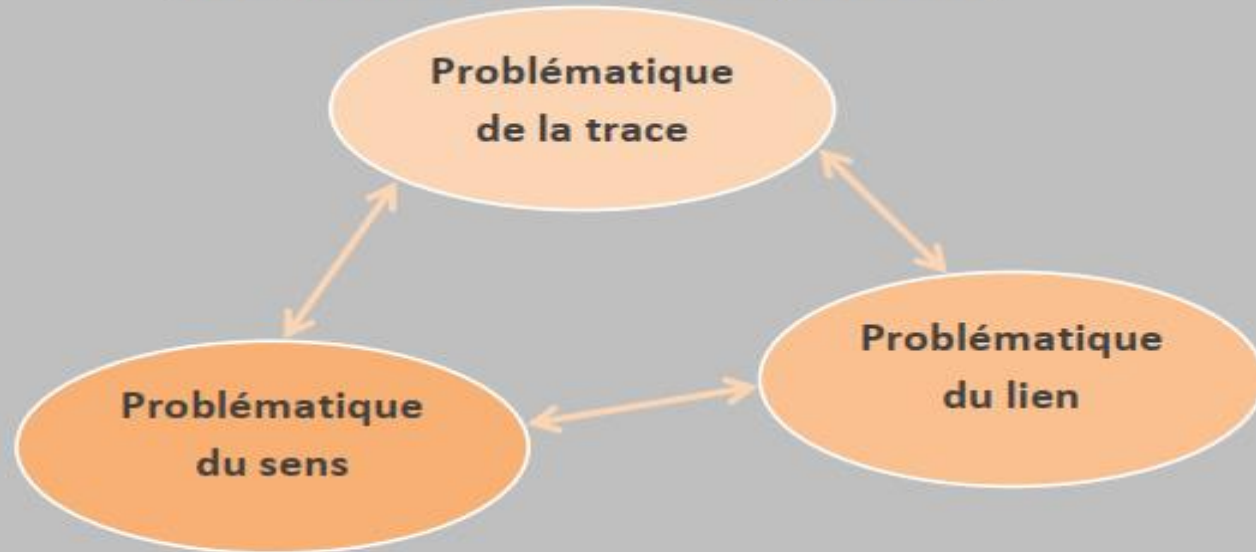 Problématique
de la trace
Problématique
du lien
Problématique
du sens